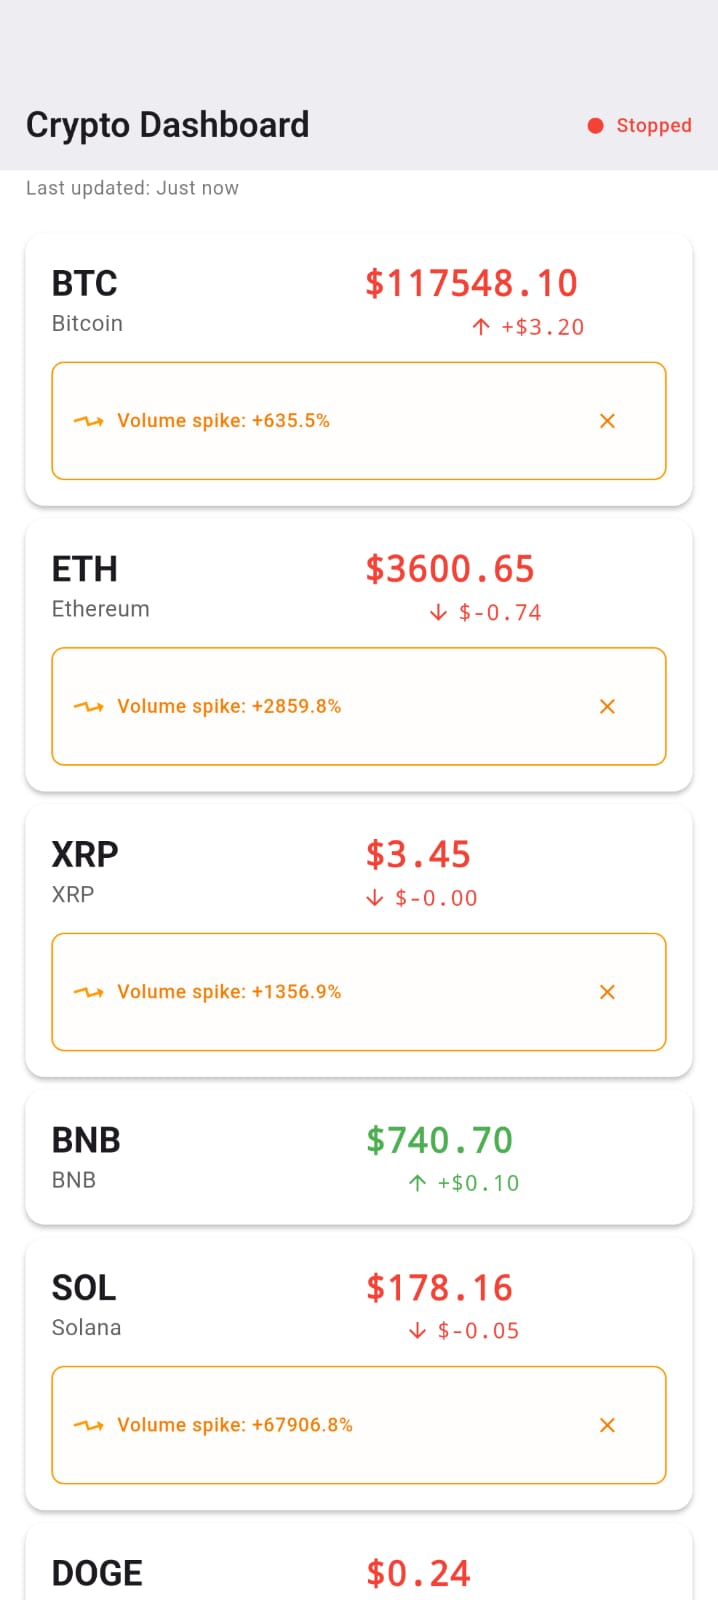 Crypto Dashboard
Stopped
Last updated: Just now
BTC
$117548.10
Bitcoin
↑ +$3.20
Volume spike: +635.5%
ETH
$3600.65
Ethereum
↓ $-0.74
Volume spike: +2859.8%
XRP
$3.45
XRP
↓ $-0.00
Volume spike: +1356.9%
BNB
$740.70
BNB
↑ +$0.10
SOL
$178.16
Solana
↓ $-0.05
Volume spike: +67906.8%
DOGE
$0.24